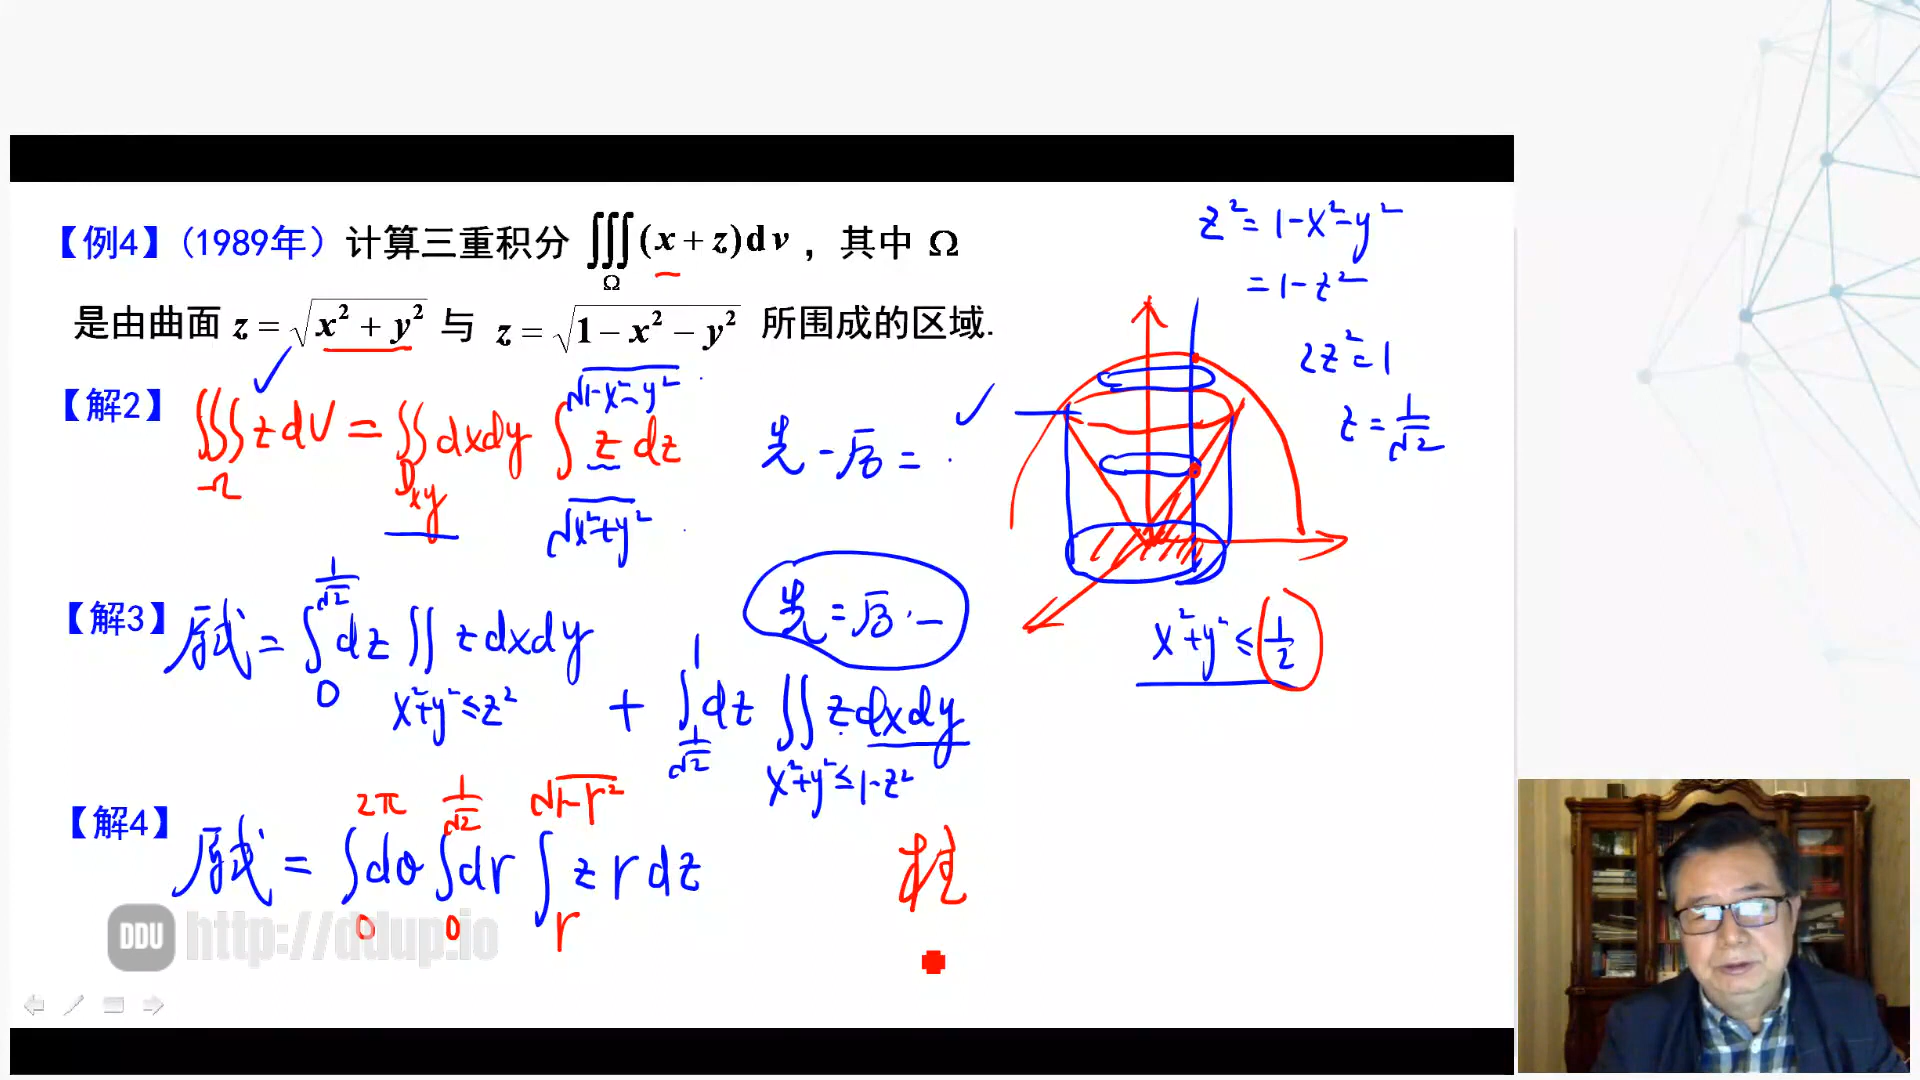 【例4】(1989年) 计算三重积分 ∭_Ω (x + z)dv ，其中 Ω
是由曲面 z = √(x² + y²) 与 z = √(1 − x² − y²) 所围成的区域.
【解2】 ∭_Ω z dV = ∬_{Dxy} dxdy ∫_{√(x²+y²)}^{√(1-x²-y²)} z dz 先一后二
【解3】 原式 = ∫_0^{1/√2} dz ∬_{x²+y²≤z²} z dxdy 先二后一
+ ∫_{1/√2}^1 dz ∬_{x²+y²≤1-z²} z dxdy
【解4】 原式 = ∫_0^{2π} dθ ∫_0^{1/√2} dr ∫_r^{√(1-r²)} z r dz 柱
z² = 1-x²-y²
= 1-z²
2z² = 1
z = 1/√2
x²+y² ≤ 1/2
DDU http://ddup.io